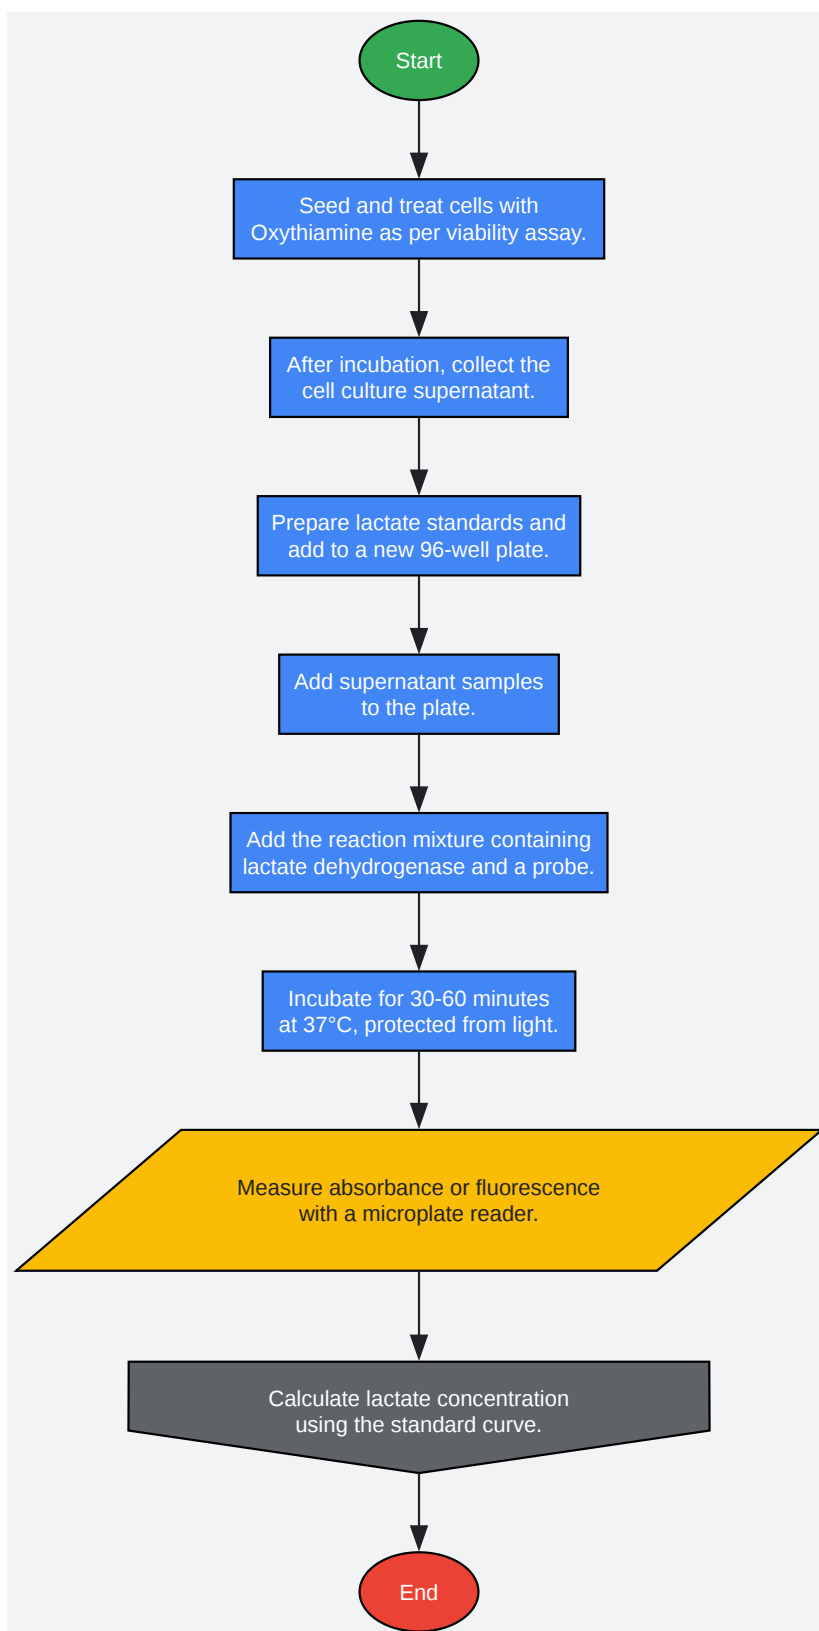 Start
Seed and treat cells with
Oxythiamine as per viability assay.
After incubation, collect the
cell culture supernatant.
Prepare lactate standards and
add to a new 96-well plate.
Add supernatant samples
to the plate.
Add the reaction mixture containing
lactate dehydrogenase and a probe.
Incubate for 30-60 minutes
at 37°C, protected from light.
Measure absorbance or fluorescence
with a microplate reader.
Calculate lactate concentration
using the standard curve.
End